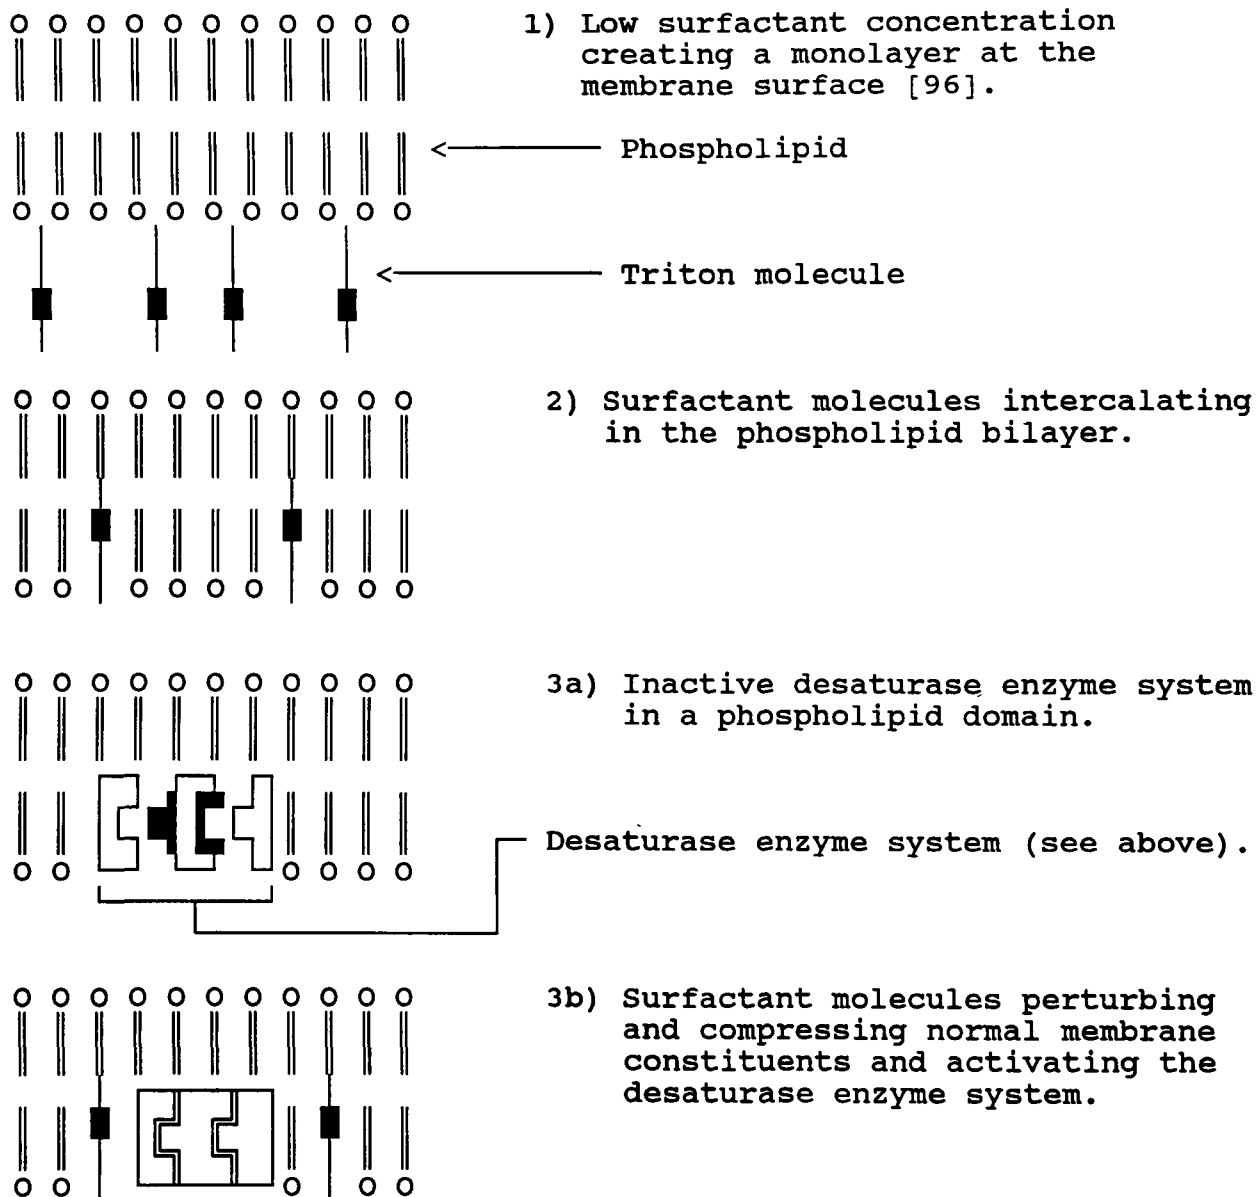 1) Low surfactant concentration
creating a monolayer at the
membrane surface [96].
Phospholipid
Triton molecule
2) Surfactant molecules intercalating
in the phospholipid bilayer.
3a) Inactive desaturase enzyme system
in a phospholipid domain.
Desaturase enzyme system (see above).
3b) Surfactant molecules perturbing
and compressing normal membrane
constituents and activating the
desaturase enzyme system.